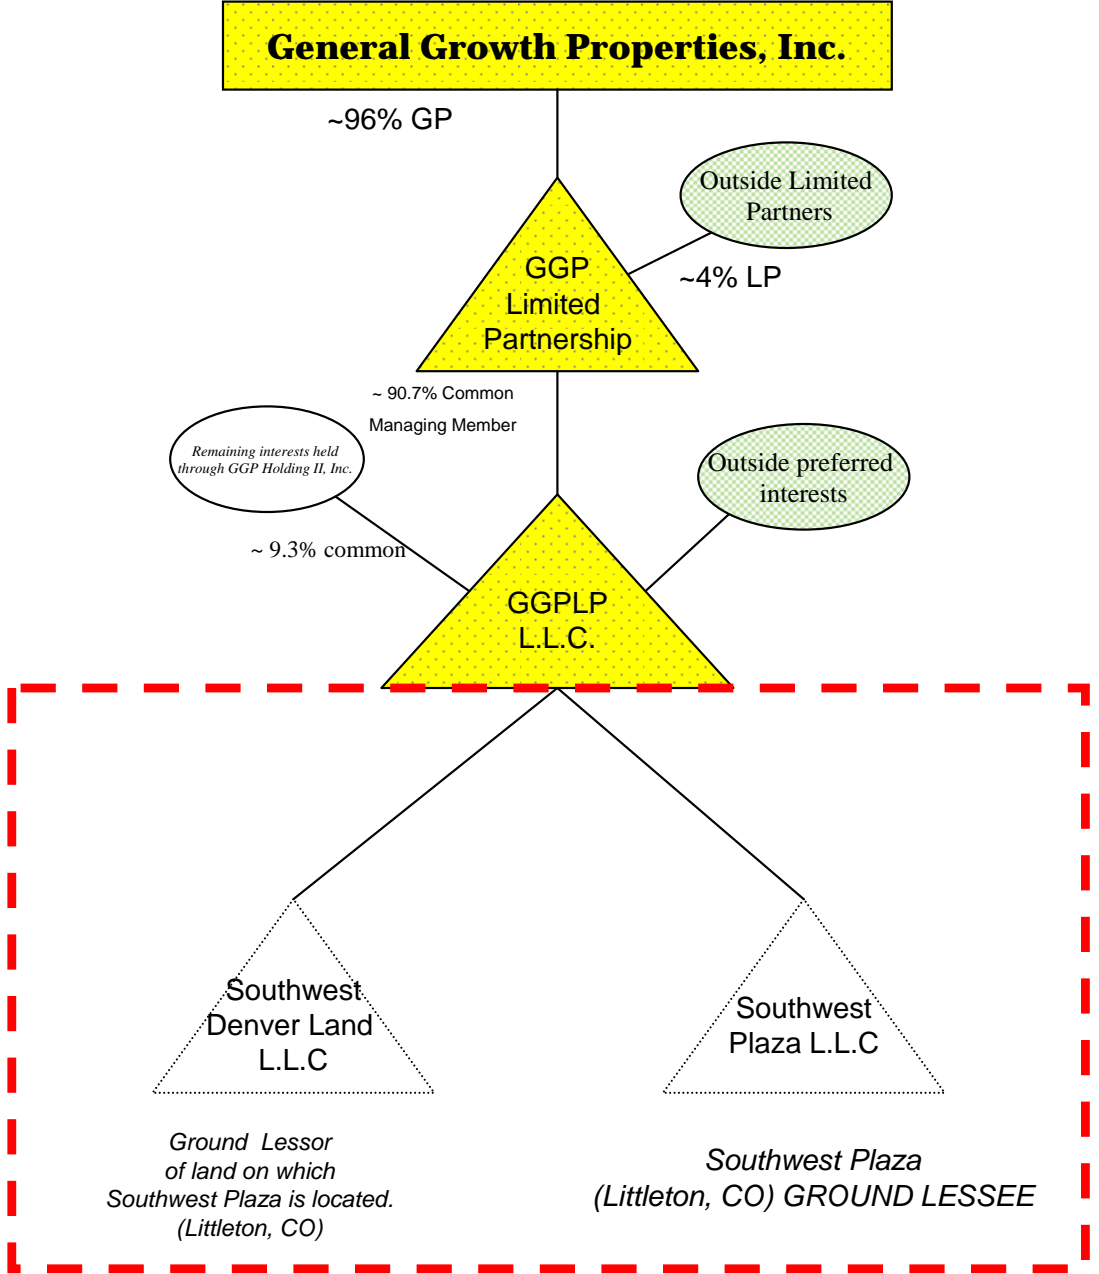 General Growth Properties, Inc.
~96% GP
Outside Limited
Partners
GGP
Limited
Partnership
~4% LP
~ 90.7% Common
Managing Member
Remaining interests held
through GGP Holding II, Inc.
Outside preferred
interests
~ 9.3% common
GGPLP
L.L.C.
Southwest
Denver Land
L.L.C
Southwest
Plaza L.L.C
Ground Lessor
of land on which
Southwest Plaza is located.
(Littleton, CO)
Southwest Plaza
(Littleton, CO) GROUND LESSEE